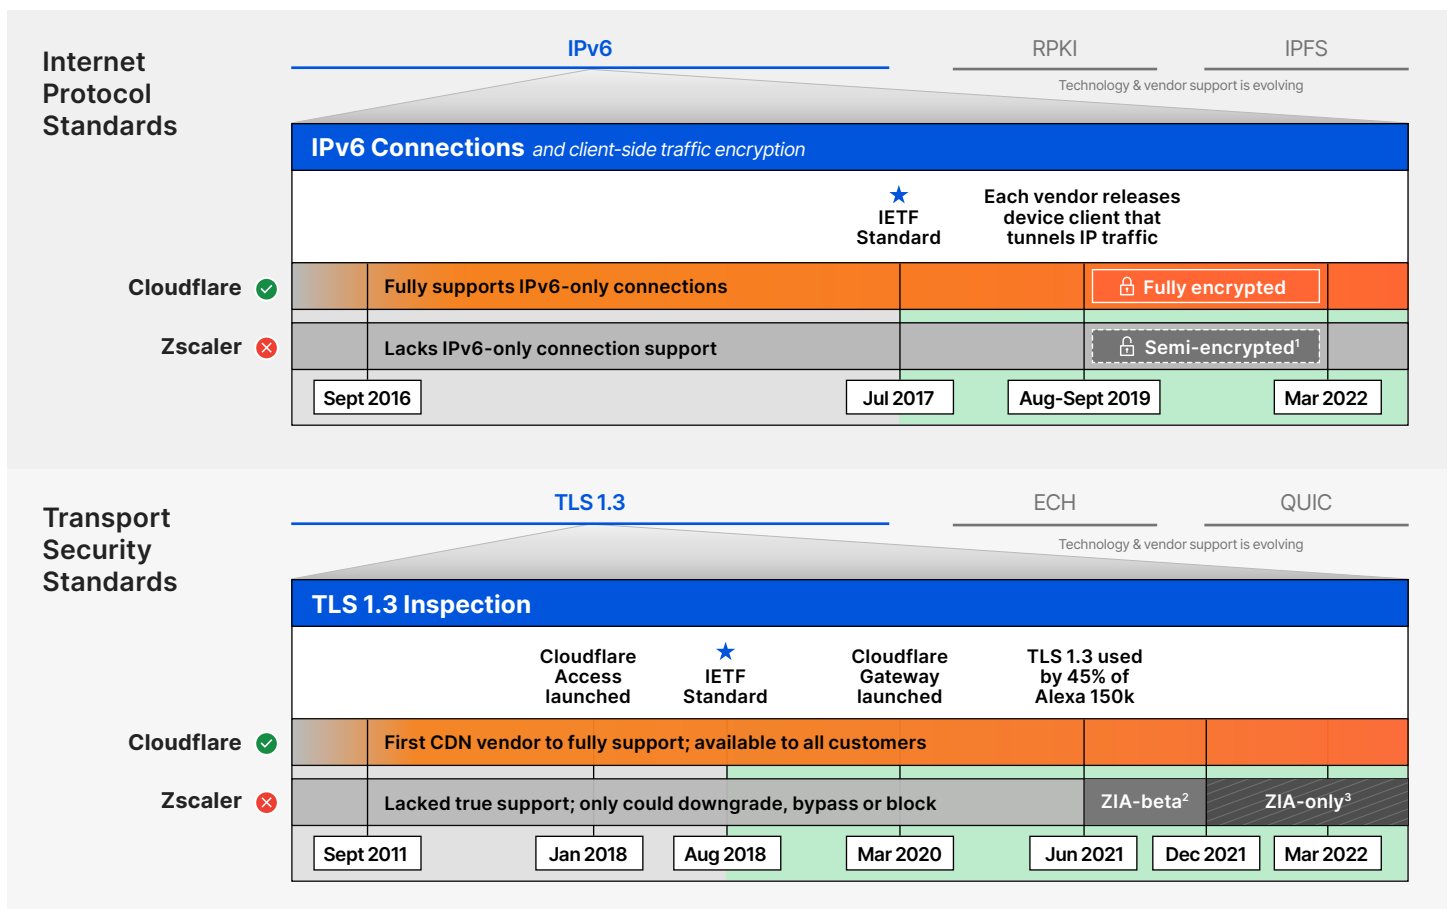 Internet
Protocol
Standards
IPv6
RPKI
IPFS
Technology & vendor support is evolving
IPv6 Connections and client-side traffic encryption
IETF
Standard
Each vendor releases
device client that
tunnels IP traffic
Cloudflare
Fully supports IPv6-only connections
Fully encrypted
Zscaler
Lacks IPv6-only connection support
Semi-encrypted¹
Sept 2016
Jul 2017
Aug-Sept 2019
Mar 2022
Transport
Security
Standards
TLS 1.3
ECH
QUIC
Technology & vendor support is evolving
TLS 1.3 Inspection
Cloudflare
Access
launched
IETF
Standard
Cloudflare
Gateway
launched
TLS 1.3 used
by 45% of
Alexa 150k
Cloudflare
First CDN vendor to fully support; available to all customers
Zscaler
Lacked true support; only could downgrade, bypass or block
ZIA-beta²
ZIA-only³
Sept 2011
Jan 2018
Aug 2018
Mar 2020
Jun 2021
Dec 2021
Mar 2022